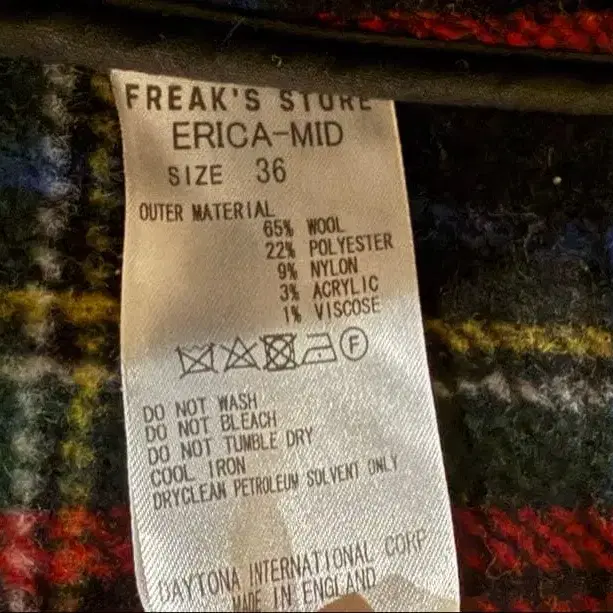 FREAK'S STORE
ERICA-MID
SIZE 36
OUTER MATERIAL
65% WOOL
22% POLYESTER
9% NYLON
3% ACRYLIC
1% VISCOSE
F
DO NOT WASH
DO NOT BLEACH
DO NOT TUMBLE DRY
COOL IRON
DRYCLEAN PETROLEUM SOLVENT ONLY
DAYTONA INTERNATIONAL CORP
MADE IN ENGLAND